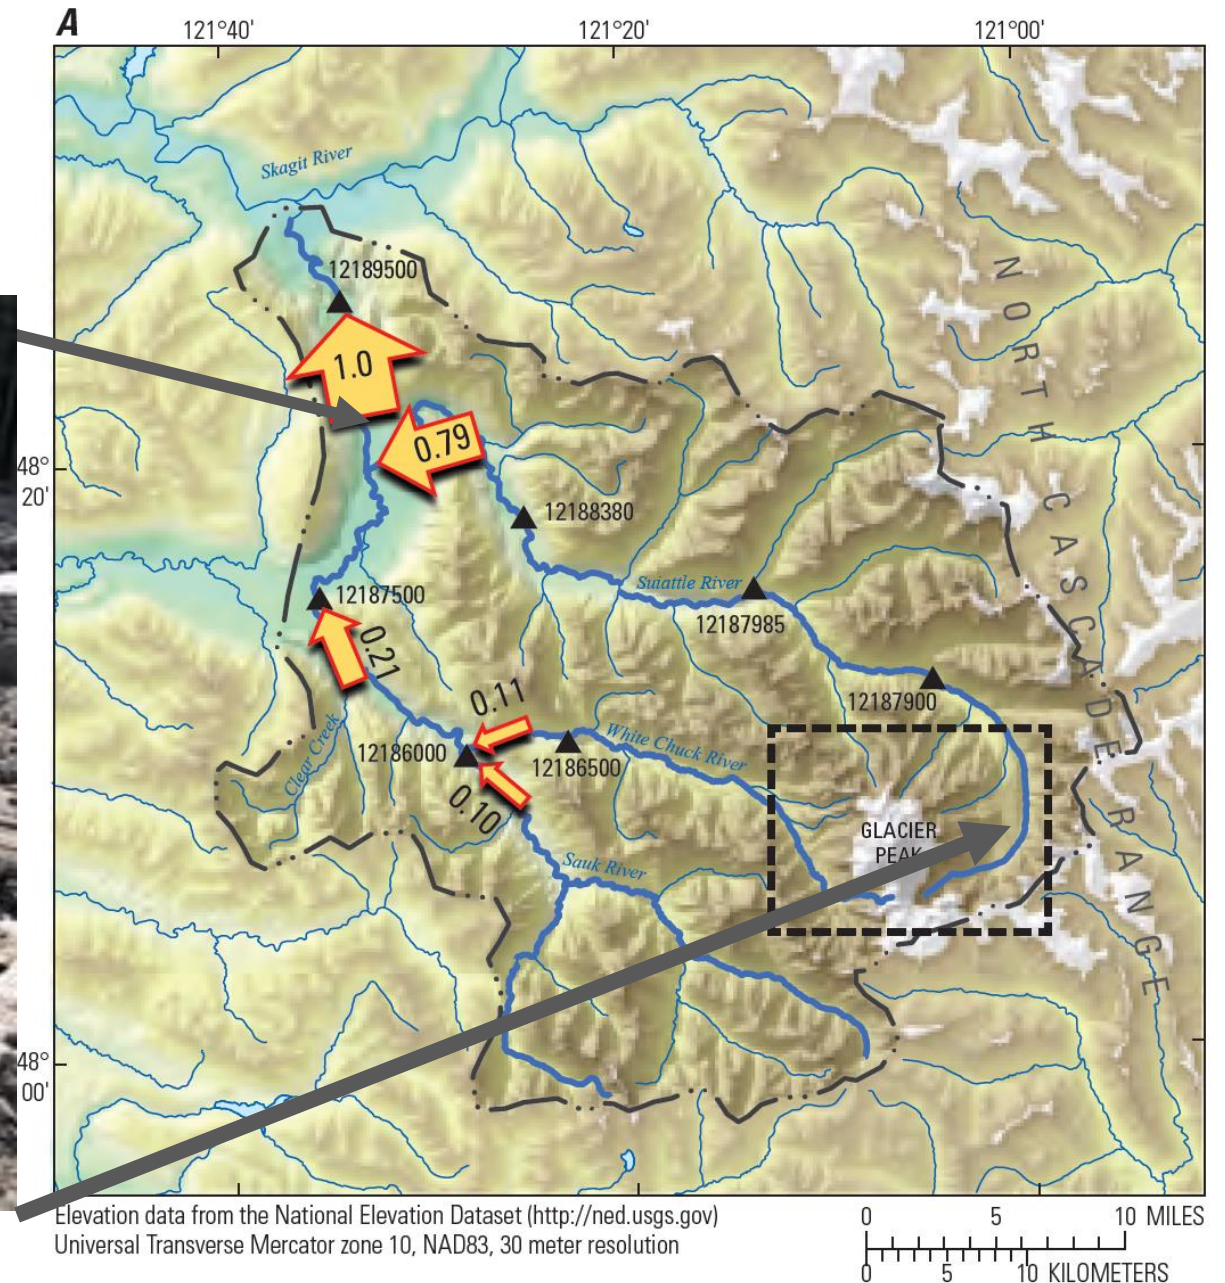 A
121°40'
121°20'
121°00'
Skagit River
12189500
NORTH CASCADE RANGE
1.0
0.79
48°
20'
12188380
Suiattle River
12187500
12187985
0.21
12187900
0.11
Clear Creek
White Chuck River
12186000
12186500
0.10
GLACIER
PEAK
Sauk River
48°
00'
Elevation data from the National Elevation Dataset (http://ned.usgs.gov)
Universal Transverse Mercator zone 10, NAD83, 30 meter resolution
0 5 10 MILES
0 5 10 KILOMETERS